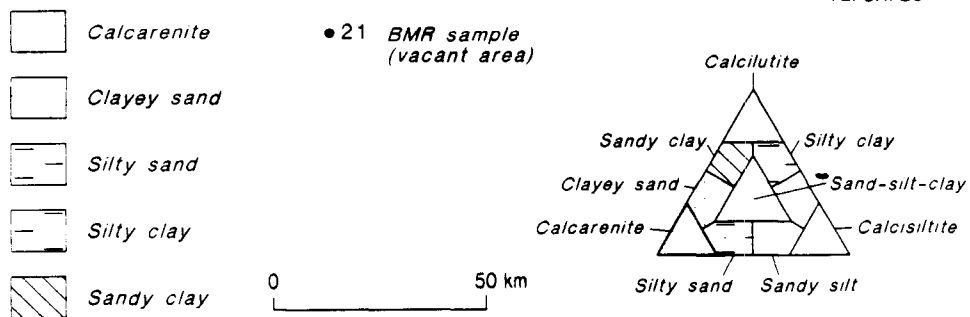 Calcarenite
Clayey sand
Silty sand
Silty clay
Sandy clay
●21 BMR sample
(vacant area)
0 50 km
Calcilutite
Sandy clay
Silty clay
Clayey sand
Sand-silt-clay
Calcarenite
Calcisiltite
Silty sand
Sandy silt